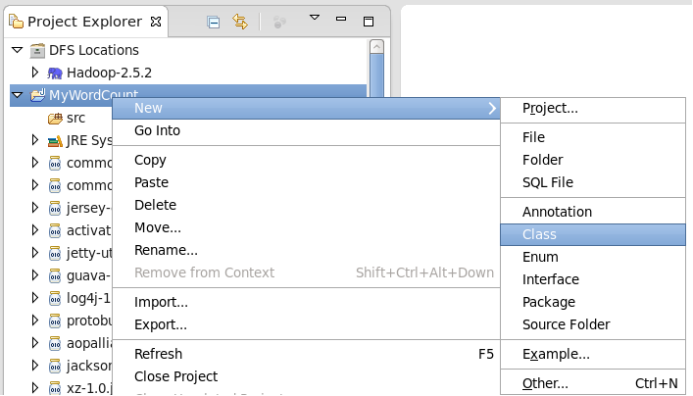 Project Explorer
DFS Locations
Hadoop-2.5.2
MyWordCount
src
JRE Sys
commo
commo
jersey-
activat
jetty-ut
guava-
log4j-1
protobu
aopallia
jackson
xz-1.0.j
New
Go Into
Copy
Paste
Delete
Move...
Rename...
Remove from Context Shift+Ctrl+Alt+Down
Import...
Export...
Refresh F5
Close Project
Project...
File
Folder
SQL File
Annotation
Class
Enum
Interface
Package
Source Folder
Example...
Other... Ctrl+N